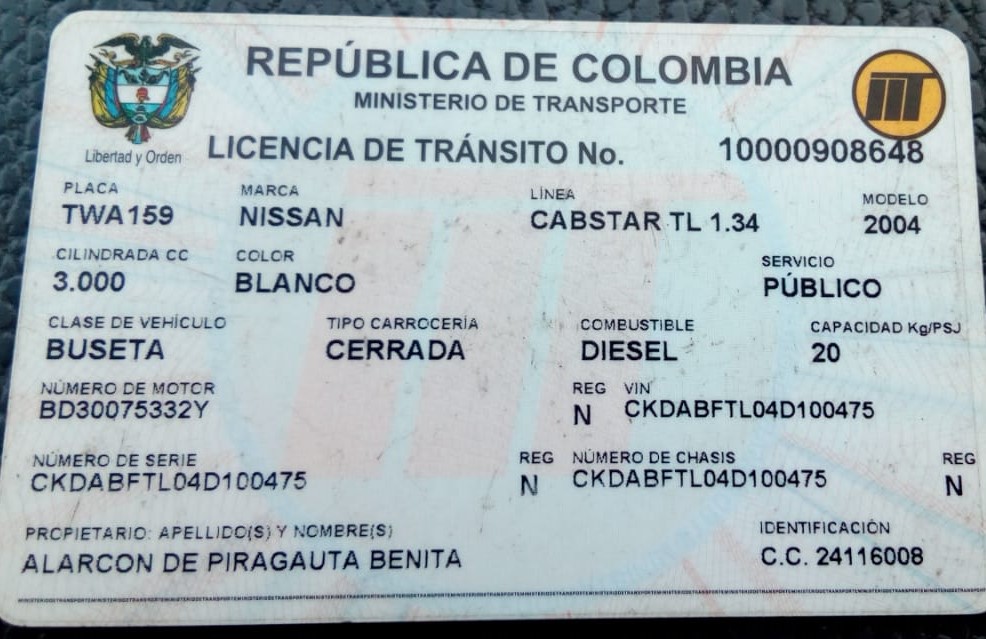 REPÚBLICA DE COLOMBIA
MINISTERIO DE TRANSPORTE
Libertad y Orden
LICENCIA DE TRÁNSITO No. 10000908648
PLACA MARCA LÍNEA MODELO
TWA159 NISSAN CABSTAR TL 1.34 2004
CILINDRADA CC COLOR SERVICIO
3.000 BLANCO PÚBLICO
CLASE DE VEHÍCULO TIPO CARROCERÍA COMBUSTIBLE CAPACIDAD Kg/PSJ
BUSETA CERRADA DIESEL 20
NÚMERO DE MOTOR REG VIN
BD30075332Y N CKDABFTL04D100475
NÚMERO DE SERIE REG NÚMERO DE CHASIS REG
CKDABFTL04D100475 N CKDABFTL04D100475 N
PROPIETARIO: APELLIDO(S) Y NOMBRE(S) IDENTIFICACIÓN
ALARCON DE PIRAGAUTA BENITA C.C. 24116008